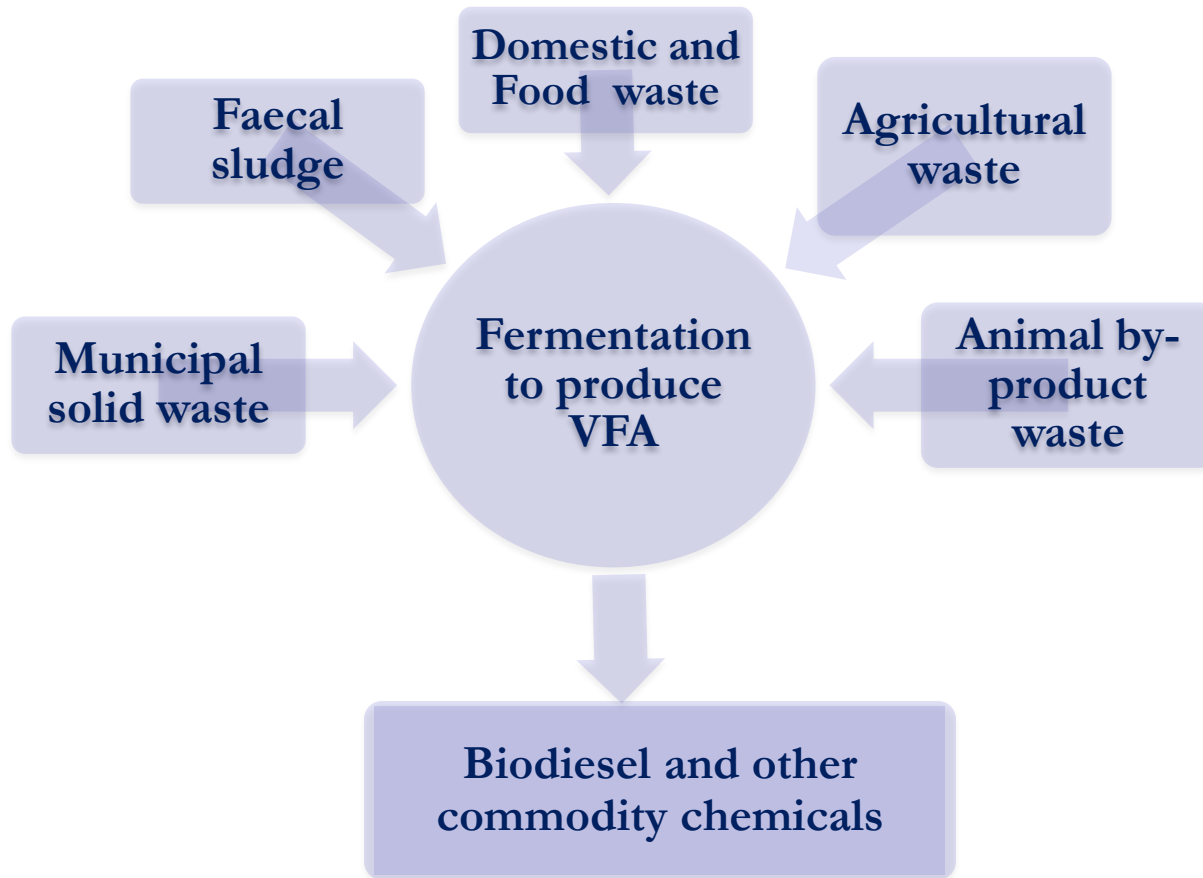 Domestic and
Food waste
Faecal
sludge
Agricultural
waste
Municipal
solid waste
Fermentation
to produce
VFA
Animal by-
product
waste
Biodiesel and other
commodity chemicals